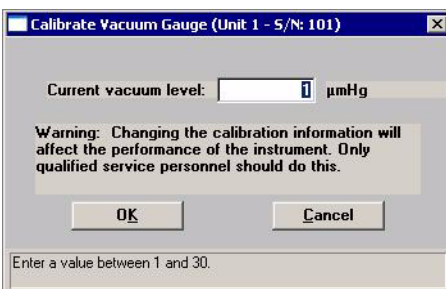 Calibrate Vacuum Gauge (Unit 1 - S/N: 101)
Current vacuum level: 1 µmHg
Warning: Changing the calibration information will
affect the performance of the instrument. Only
qualified service personnel should do this.
OK Cancel
Enter a value between 1 and 30.